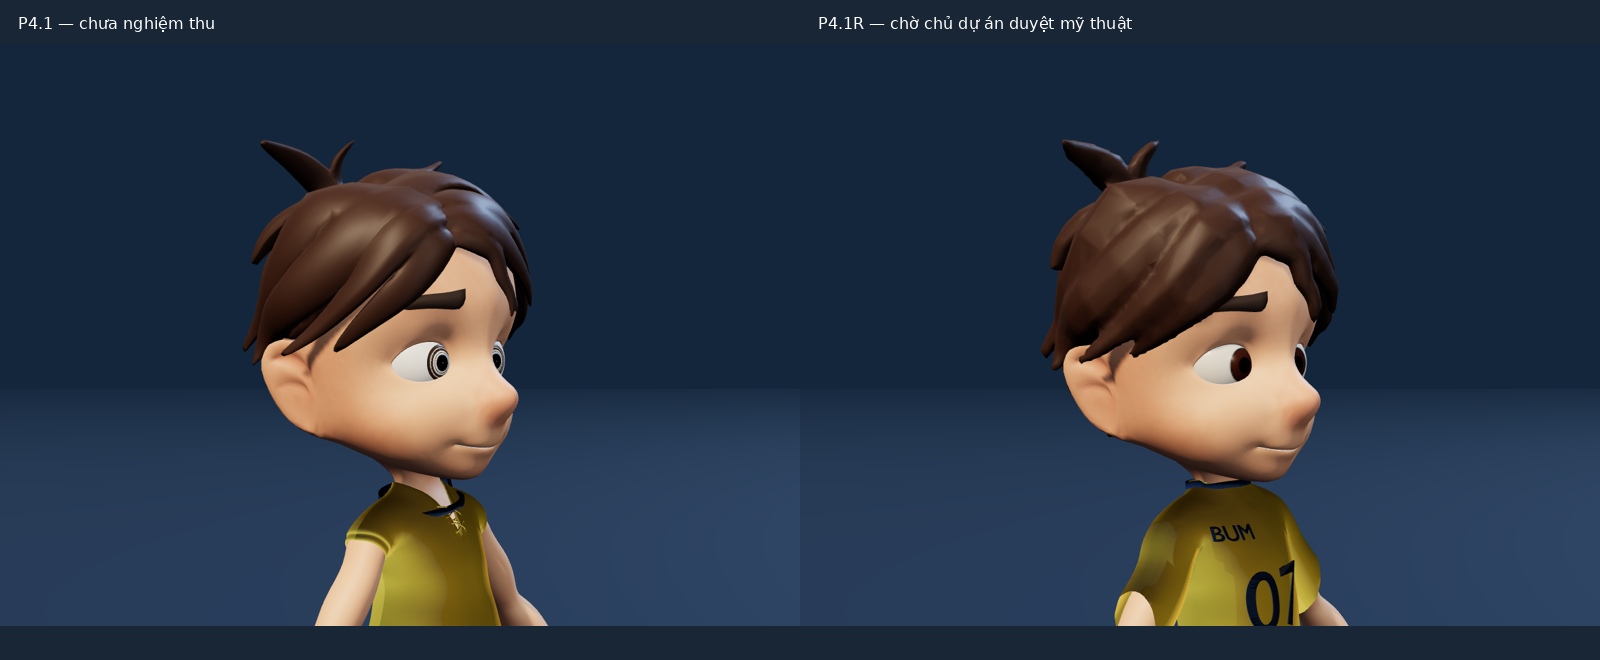 P4.1 — chưa nghiệm thu
P4.1R — chờ chủ dự án duyệt mỹ thuật
BUM
07